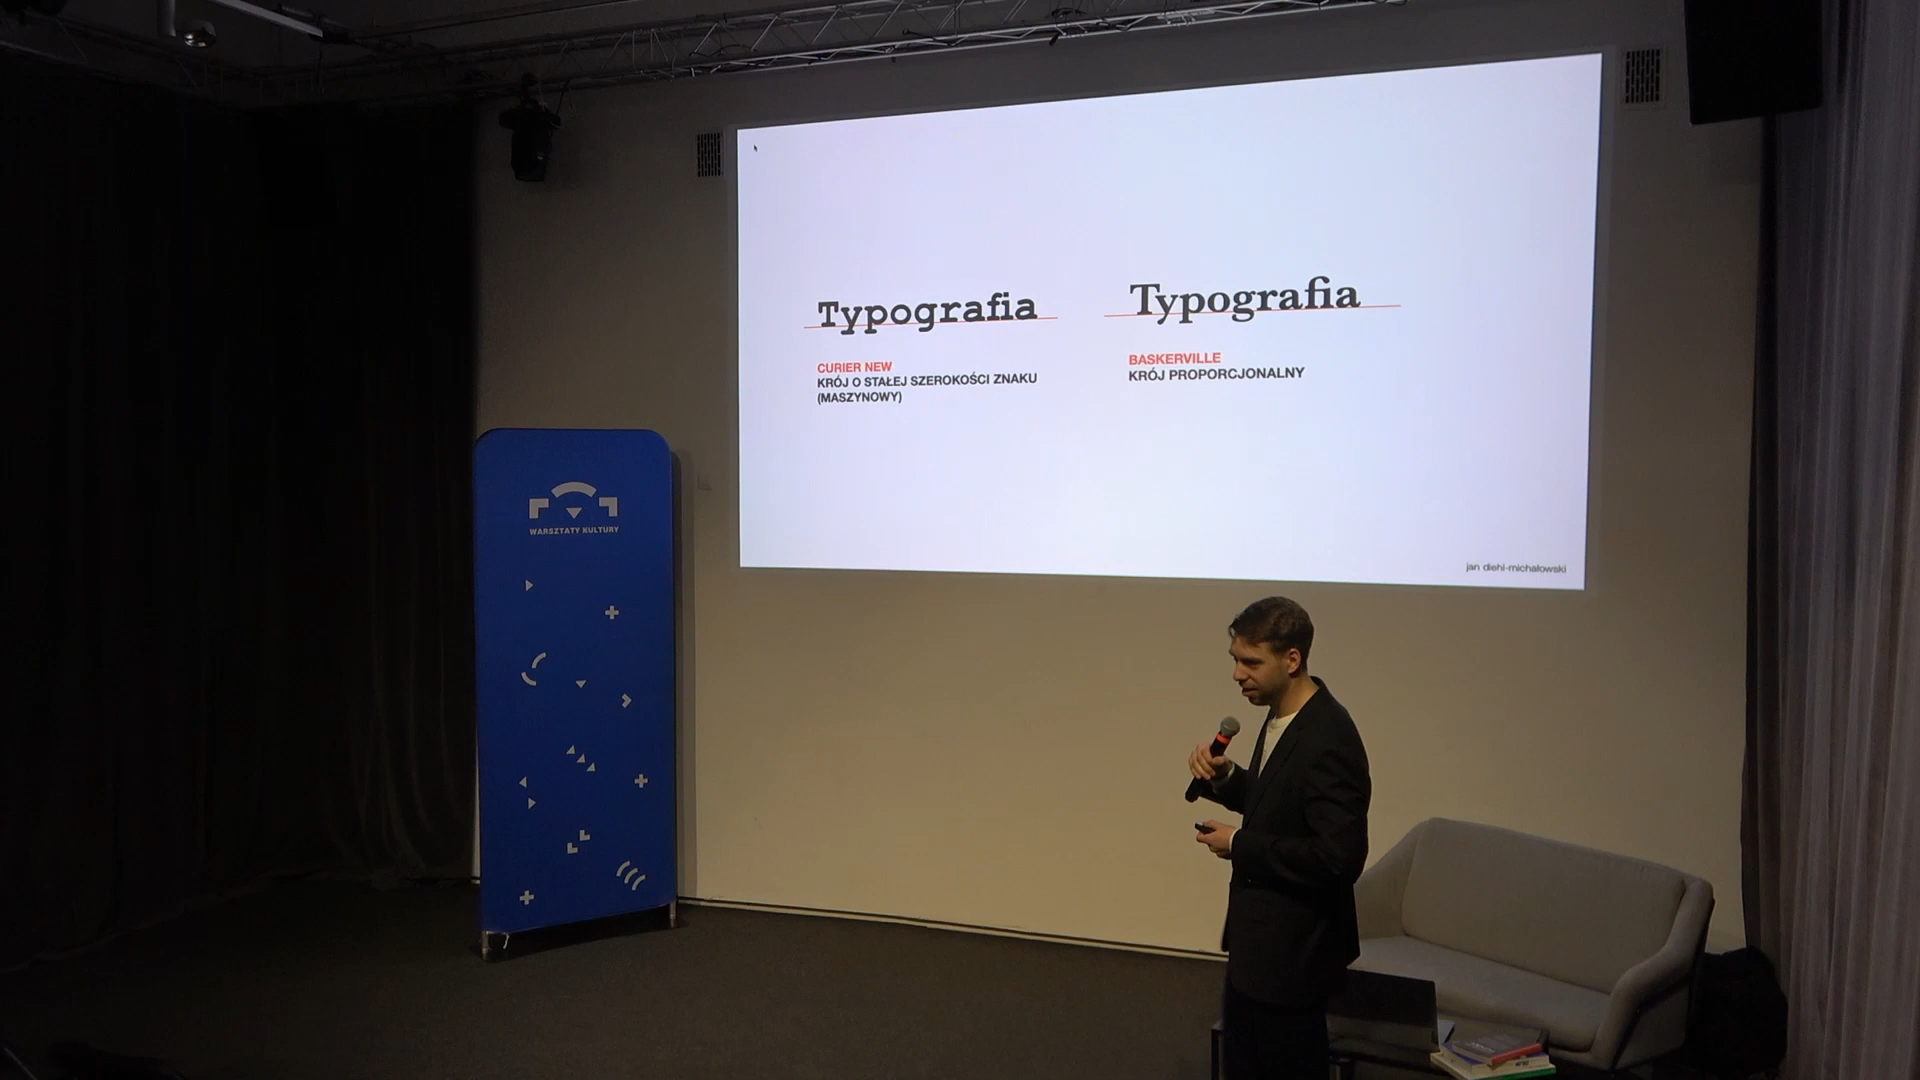 Typografia
CURIER NEW
KRÓJ O STAŁEJ SZEROKOŚCI ZNAKU
(MASZYNOWY)
Typografia
BASKERVILLE
KRÓJ PROPORCJONALNY
jan diehl-michałowski
WARSZTATY KULTURY